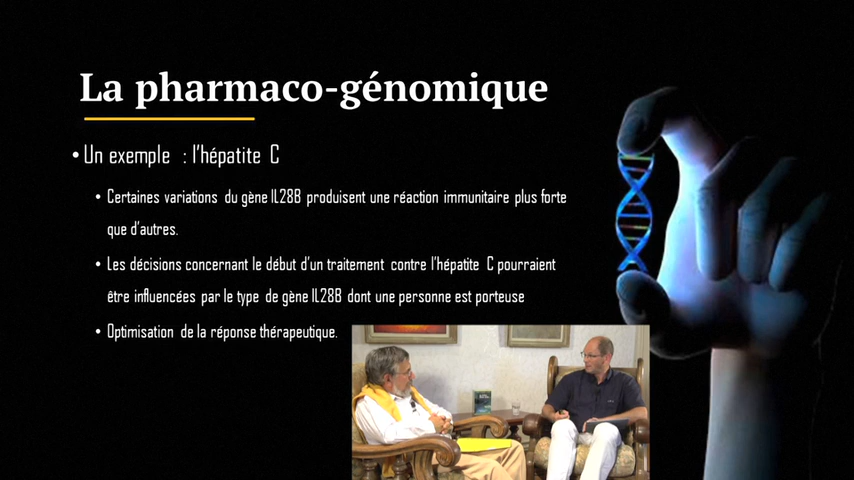 La pharmaco-génomique
• Un exemple : l'hépatite C
• Certaines variations du gène IL28B produisent une réaction immunitaire plus forte
que d'autres.
• Les décisions concernant le début d'un traitement contre l'hépatite C pourraient
être influencées par le type de gène IL28B dont une personne est porteuse
• Optimisation de la réponse thérapeutique.